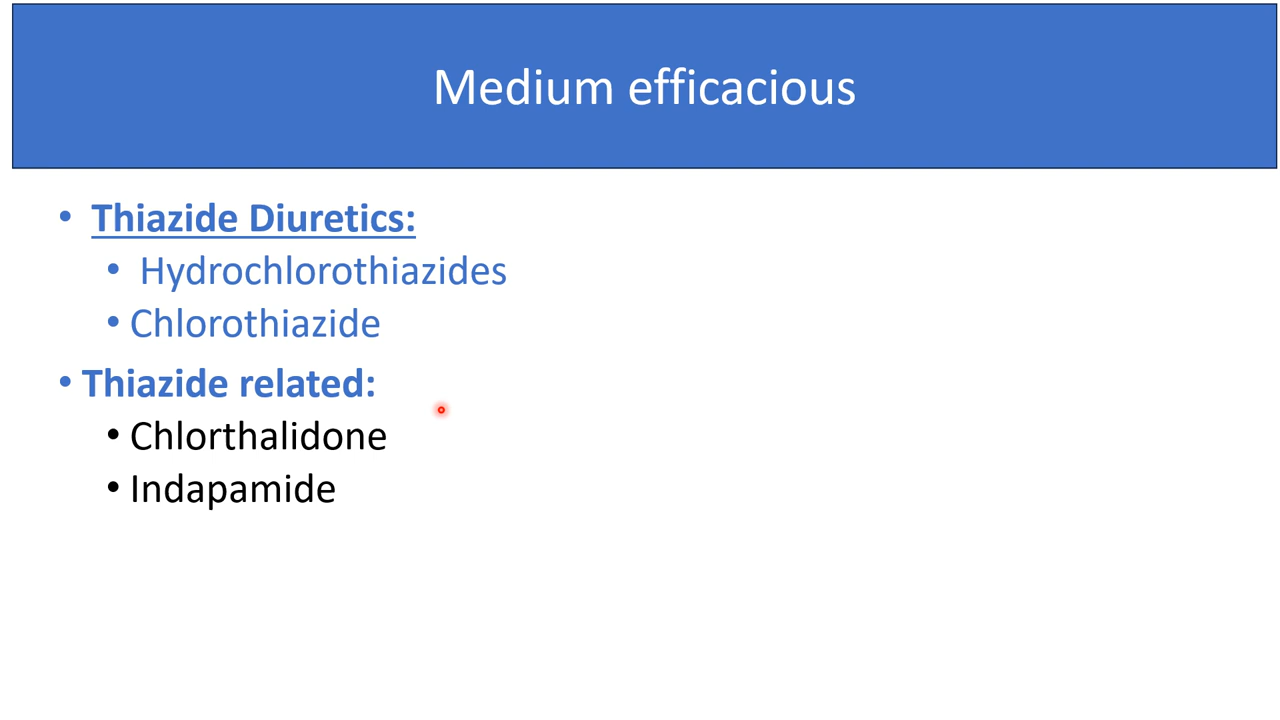 Medium efficacious
• Thiazide Diuretics:
• Hydrochlorothiazides
• Chlorothiazide
• Thiazide related:
• Chlorthalidone
• Indapamide